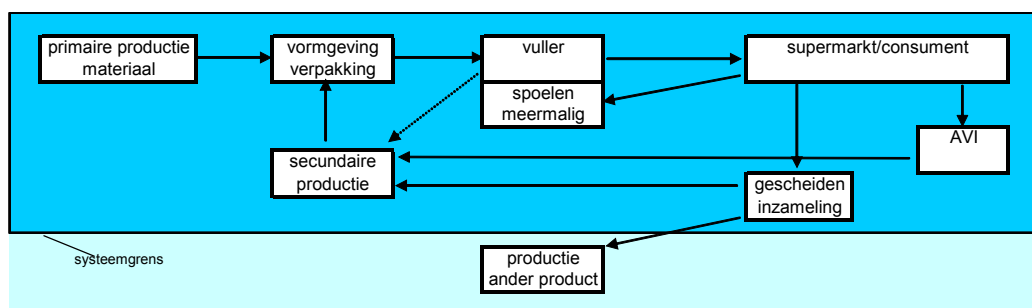 primaire productie
materiaal
vormgeving
verpakking
vuller
spoelen
meermalig
supermarkt/consument
AVI
secundaire
productie
gescheiden
inzameling
systeemgrens
productie
ander product